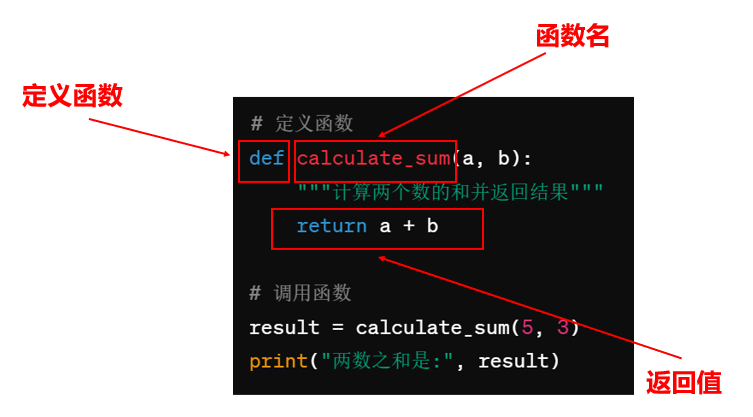 函数名
定义函数
# 定义函数
def calculate_sum(a, b):
"""计算两个数的和并返回结果"""
return a + b
# 调用函数
result = calculate_sum(5, 3)
print("两数之和是:", result)
返回值